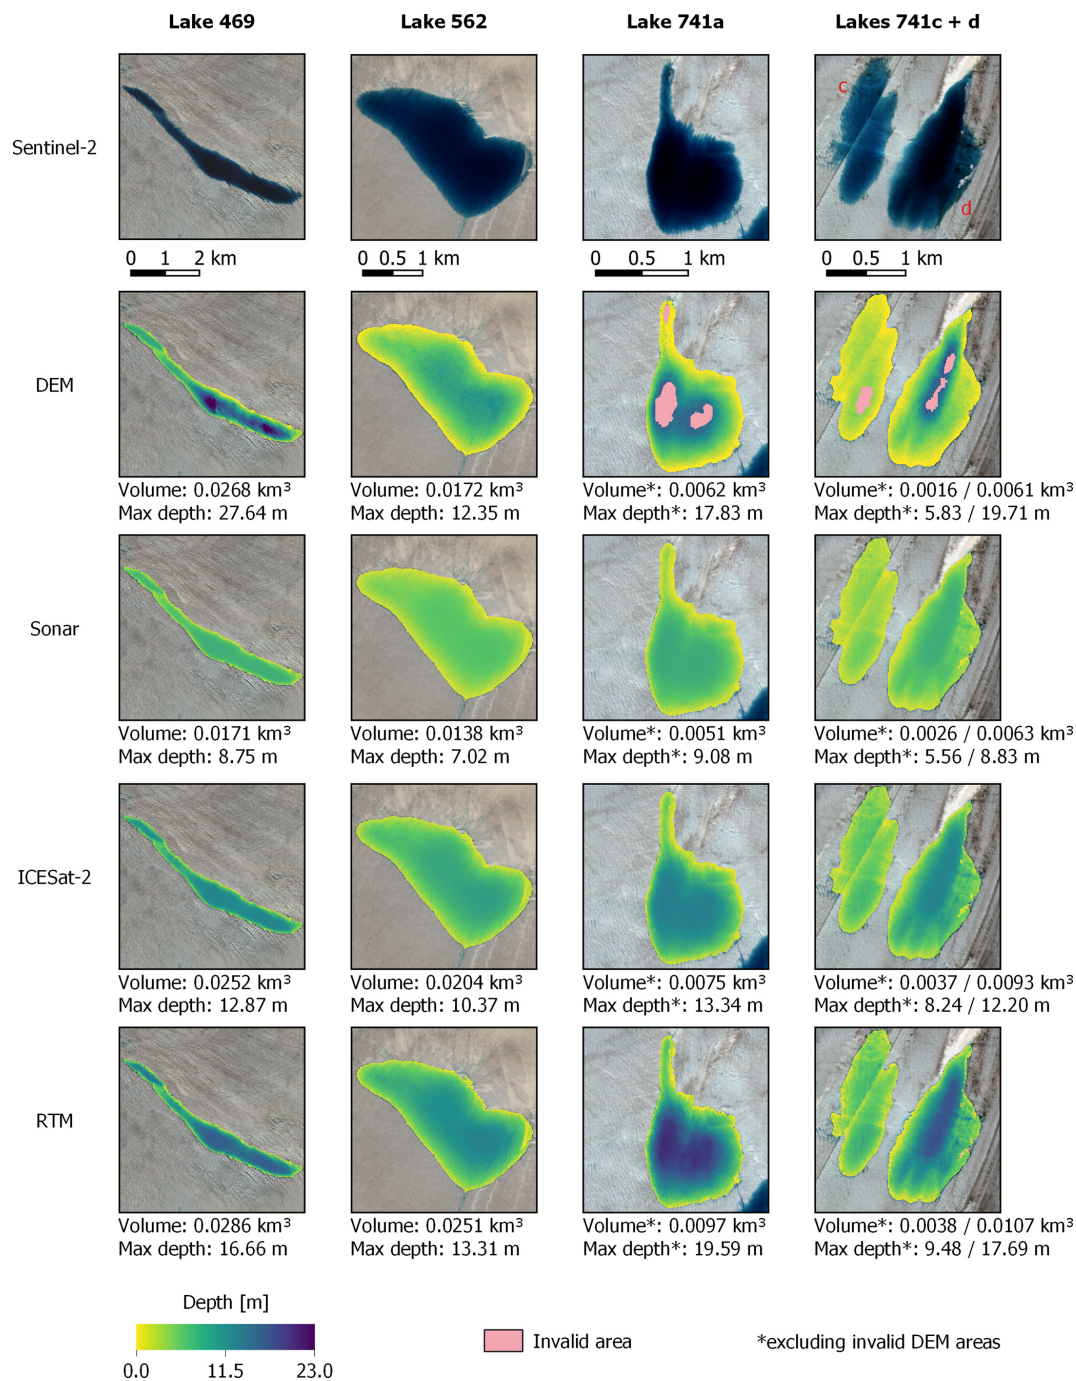 Lake 469 Lake 562 Lake 741a Lakes 741c + d
Sentinel-2
c
d
0 1 2 km 0 0.5 1 km 0 1 km 0 0.5 1 km
DEM
Volume: 0.0268 km³ Volume: 0.0172 km³ Volume*: 0.0062 km³ Volume*: 0.0016 / 0.0061 km³
Max depth: 27.64 m Max depth: 12.35 m Max depth*: 17.83 m Max depth*: 5.83 / 19.71 m
Sonar
Volume: 0.0171 km³ Volume: 0.0138 km³ Volume*: 0.0051 km³ Volume*: 0.0026 / 0.0063 km³
Max depth: 8.75 m Max depth: 7.02 m Max depth*: 9.08 m Max depth*: 5.56 / 8.83 m
ICESat-2
Volume: 0.0252 km³ Volume: 0.0204 km³ Volume*: 0.0075 km³ Volume*: 0.0037 / 0.0093 km³
Max depth: 12.87 m Max depth: 10.37 m Max depth*: 13.34 m Max depth*: 8.24 / 12.20 m
RTM
Volume: 0.0286 km³ Volume: 0.0251 km³ Volume*: 0.0097 km³ Volume*: 0.0038 / 0.0107 km³
Max depth: 16.66 m Max depth: 13.31 m Max depth*: 19.59 m Max depth*: 9.48 / 17.69 m
Depth [m]
Invalid area *excluding invalid DEM areas
0.0 11.5 23.0